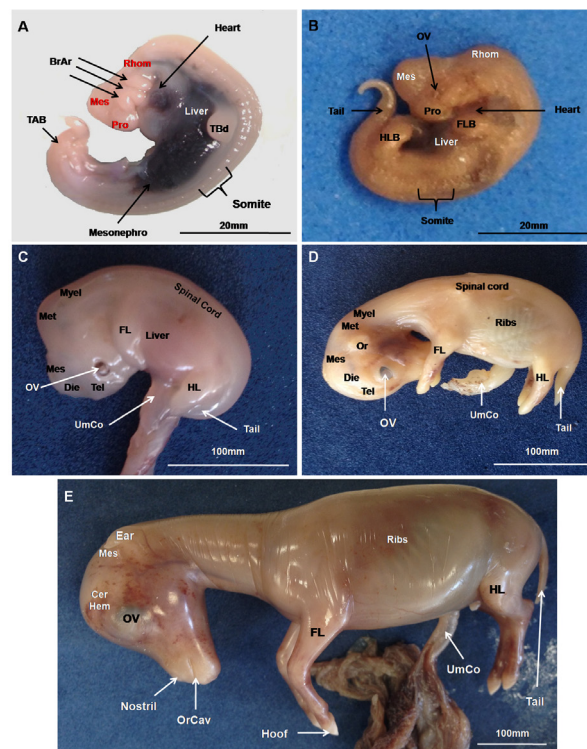 A
Heart
Rhom
BrAr
Mes
Liver
Pro
TBd
TAB
Somite
Mesonephro
20mm
B
OV
Rhom
Mes
Tail
Pro
Heart
FLB
HLB
Liver
Somite
20mm
C
Myel
Spinal Cord
Met
FL
Liver
Mes
OV
Die
Tel
HL
UmCo
Tail
100mm
D
Spinal cord
Myel
Met
Ribs
Or
FL
Mes
HL
Die
Tel
UmCo
OV
Tail
100mm
E
Ear
Mes
Ribs
Cer
Hem
HL
OV
FL
UmCo
Tail
Nostril
OrCav
Hoof
100mm